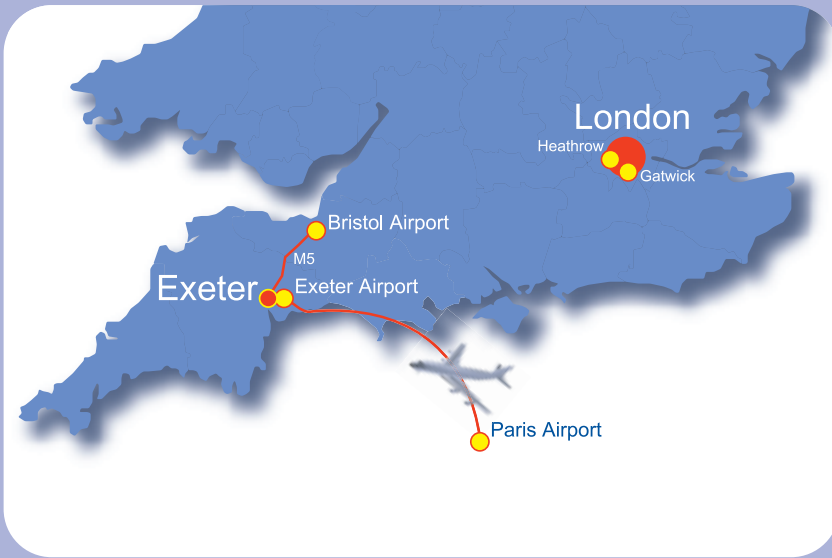 London
Heathrow
Gatwick
Bristol Airport
M5
Exeter
Exeter Airport
Paris Airport